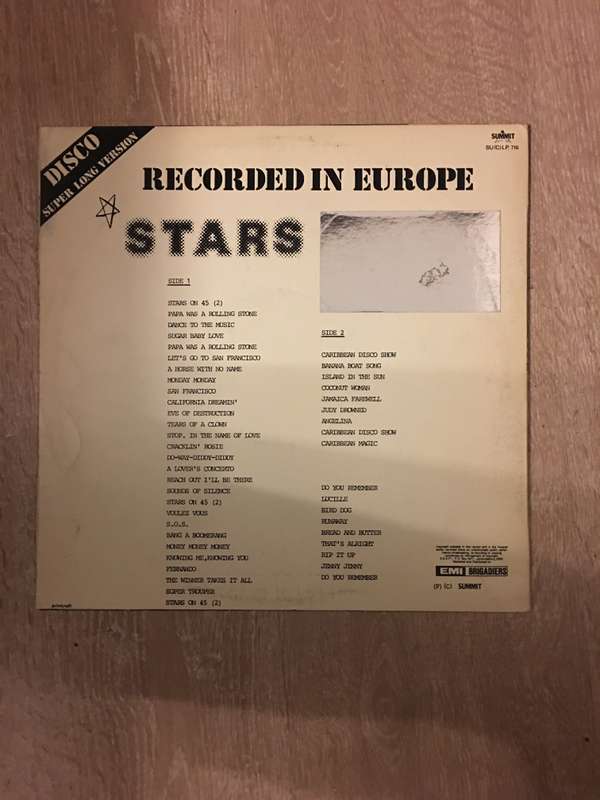 DISCO
SUPER LONG VERSION
SUMMIT
SU(C)LP 716
RECORDED IN EUROPE
STARS
SIDE 1
STARS ON 45 (2)
PAPA WAS A ROLLING STONE
DANCE TO THE MUSIC
SUGAR BABY LOVE
PAPA WAS A ROLLING STONE
LET'S GO TO SAN FRANCISCO
A HORSE WITH NO NAME
MONDAY MONDAY
SAN FRANCISCO
CALIFORNIA DREAMIN'
EVE OF DESTRUCTION
TEARS OF A CLOWN
STOP, IN THE NAME OF LOVE
CRACKLIN' ROSIE
DO-WAY-DIDDY-DIDDY
A LOVER'S CONCERTO
REACH OUT I'LL BE THERE
SOUNDS OF SILENCE
STARS ON 45 (2)
VOULEZ VOUS
S.O.S.
BANG A BOOMERANG
MONEY MONEY MONEY
KNOWING ME,KNOWING YOU
FERNANDO
THE WINNER TAKES IT ALL
SUPER TROUPER
STARS ON 45 (2)
SIDE 2
CARIBBEAN DISCO SHOW
BANANA BOAT SONG
ISLAND IN THE SUN
COCONUT WOMAN
JAMAICA FAREWELL
JUDY DROWNED
ANGELINA
CARIBBEAN DISCO SHOW
CARIBBEAN MAGIC
DO YOU REMEMBER
LUCILLE
BIRD DOG
RUNAWAY
BREAD AND BUTTER
THAT'S ALRIGHT
RIP IT UP
JENNY JENNY
DO YOU REMEMBER
EMI BRIGADIERS
(P) (C) SUMMIT